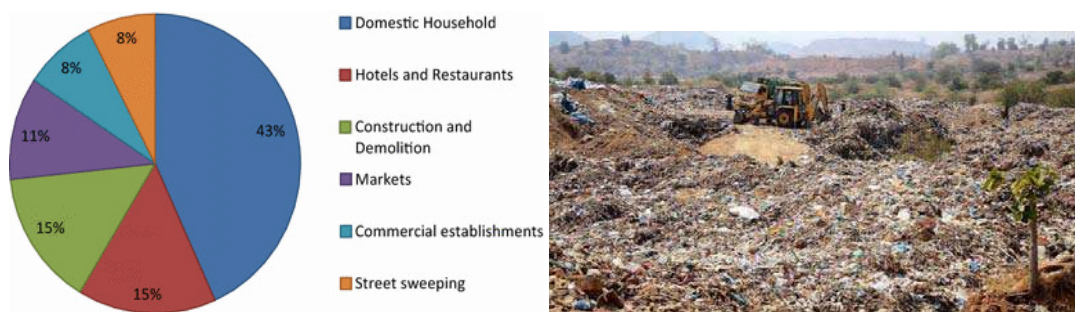 8%
8%
11%
15%
15%
43%
Domestic Household
Hotels and Restaurants
Construction and
Demolition
Markets
Commercial establishments
Street sweeping